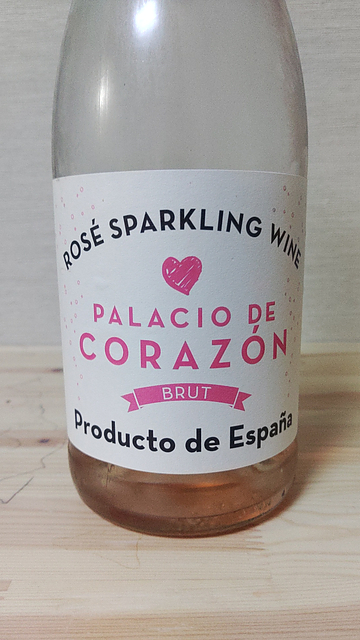 ROSÉ SPARKLING WINE
PALACIO DE
CORAZÓN
BRUT
Producto de España